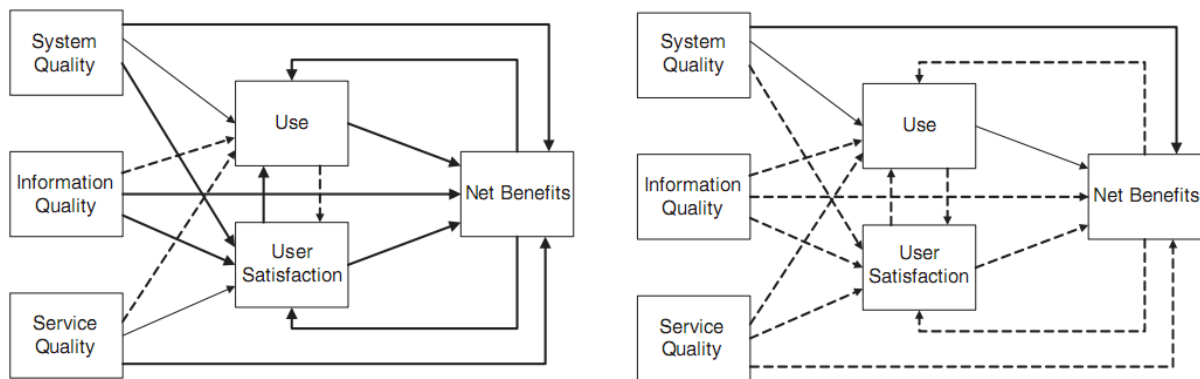 System
Quality
Use
Information
Quality
Net Benefits
User
Satisfaction
Service
Quality
System
Quality
Use
Information
Quality
Net Benefits
User
Satisfaction
Service
Quality